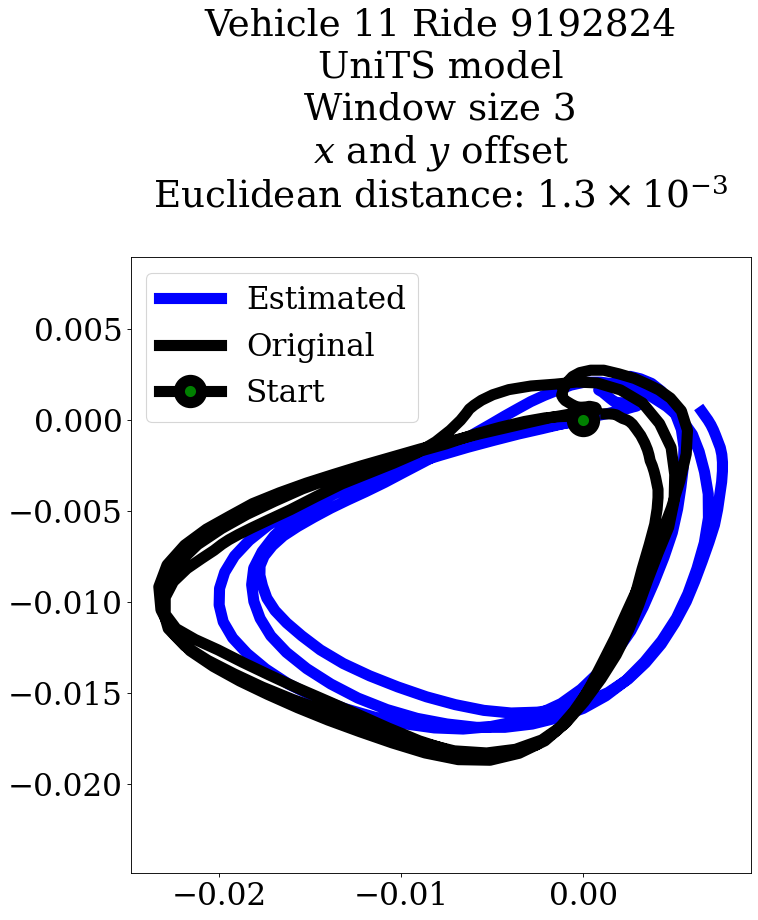 Vehicle 11 Ride 9192824
UniTS model
Window size 3
x and y offset
Euclidean distance: 1.3 × 10⁻³
Estimated
Original
Start
0.005
0.000
−0.005
−0.010
−0.015
−0.020
−0.02
−0.01
0.00